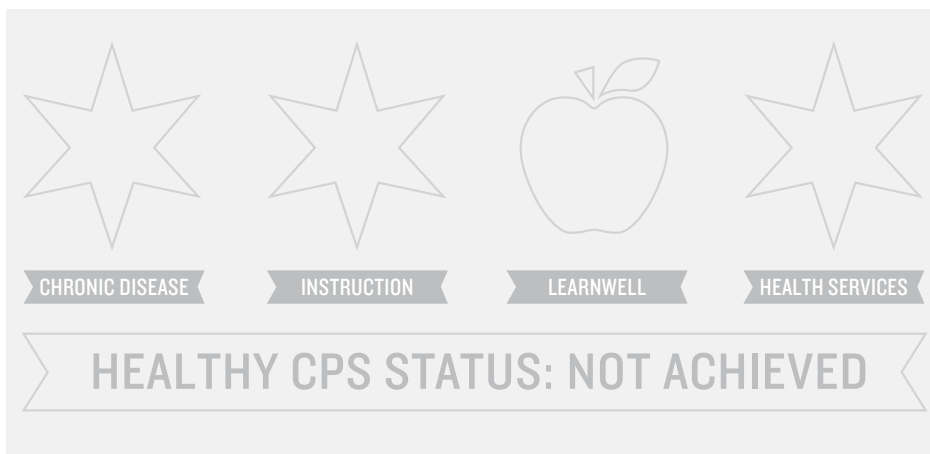 CHRONIC DISEASE
INSTRUCTION
LEARNWELL
HEALTH SERVICES
HEALTHY CPS STATUS: NOT ACHIEVED